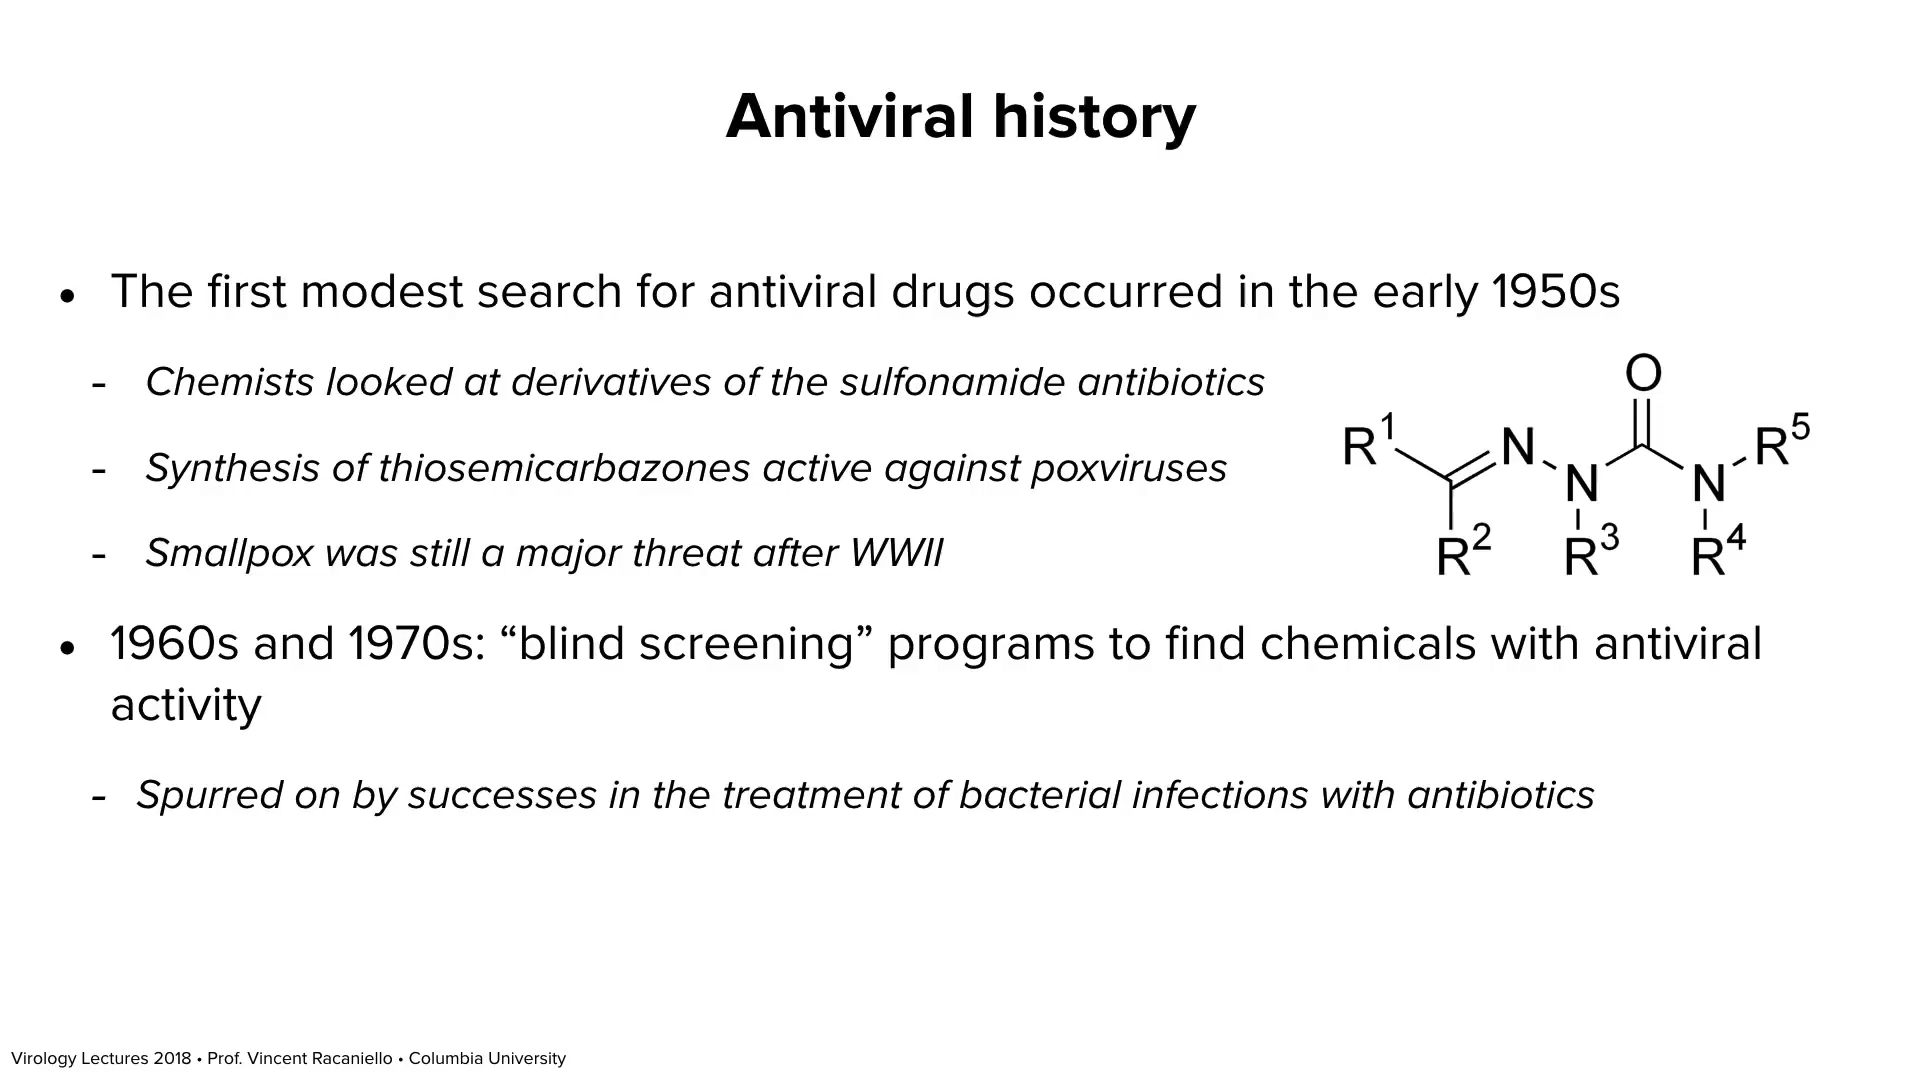 Antiviral history
• The first modest search for antiviral drugs occurred in the early 1950s
- Chemists looked at derivatives of the sulfonamide antibiotics
- Synthesis of thiosemicarbazones active against poxviruses
- Smallpox was still a major threat after WWII
O
R1 N N N R5
R2 R3 R4
• 1960s and 1970s: “blind screening” programs to find chemicals with antiviral
activity
- Spurred on by successes in the treatment of bacterial infections with antibiotics
Virology Lectures 2018 • Prof. Vincent Racaniello • Columbia University